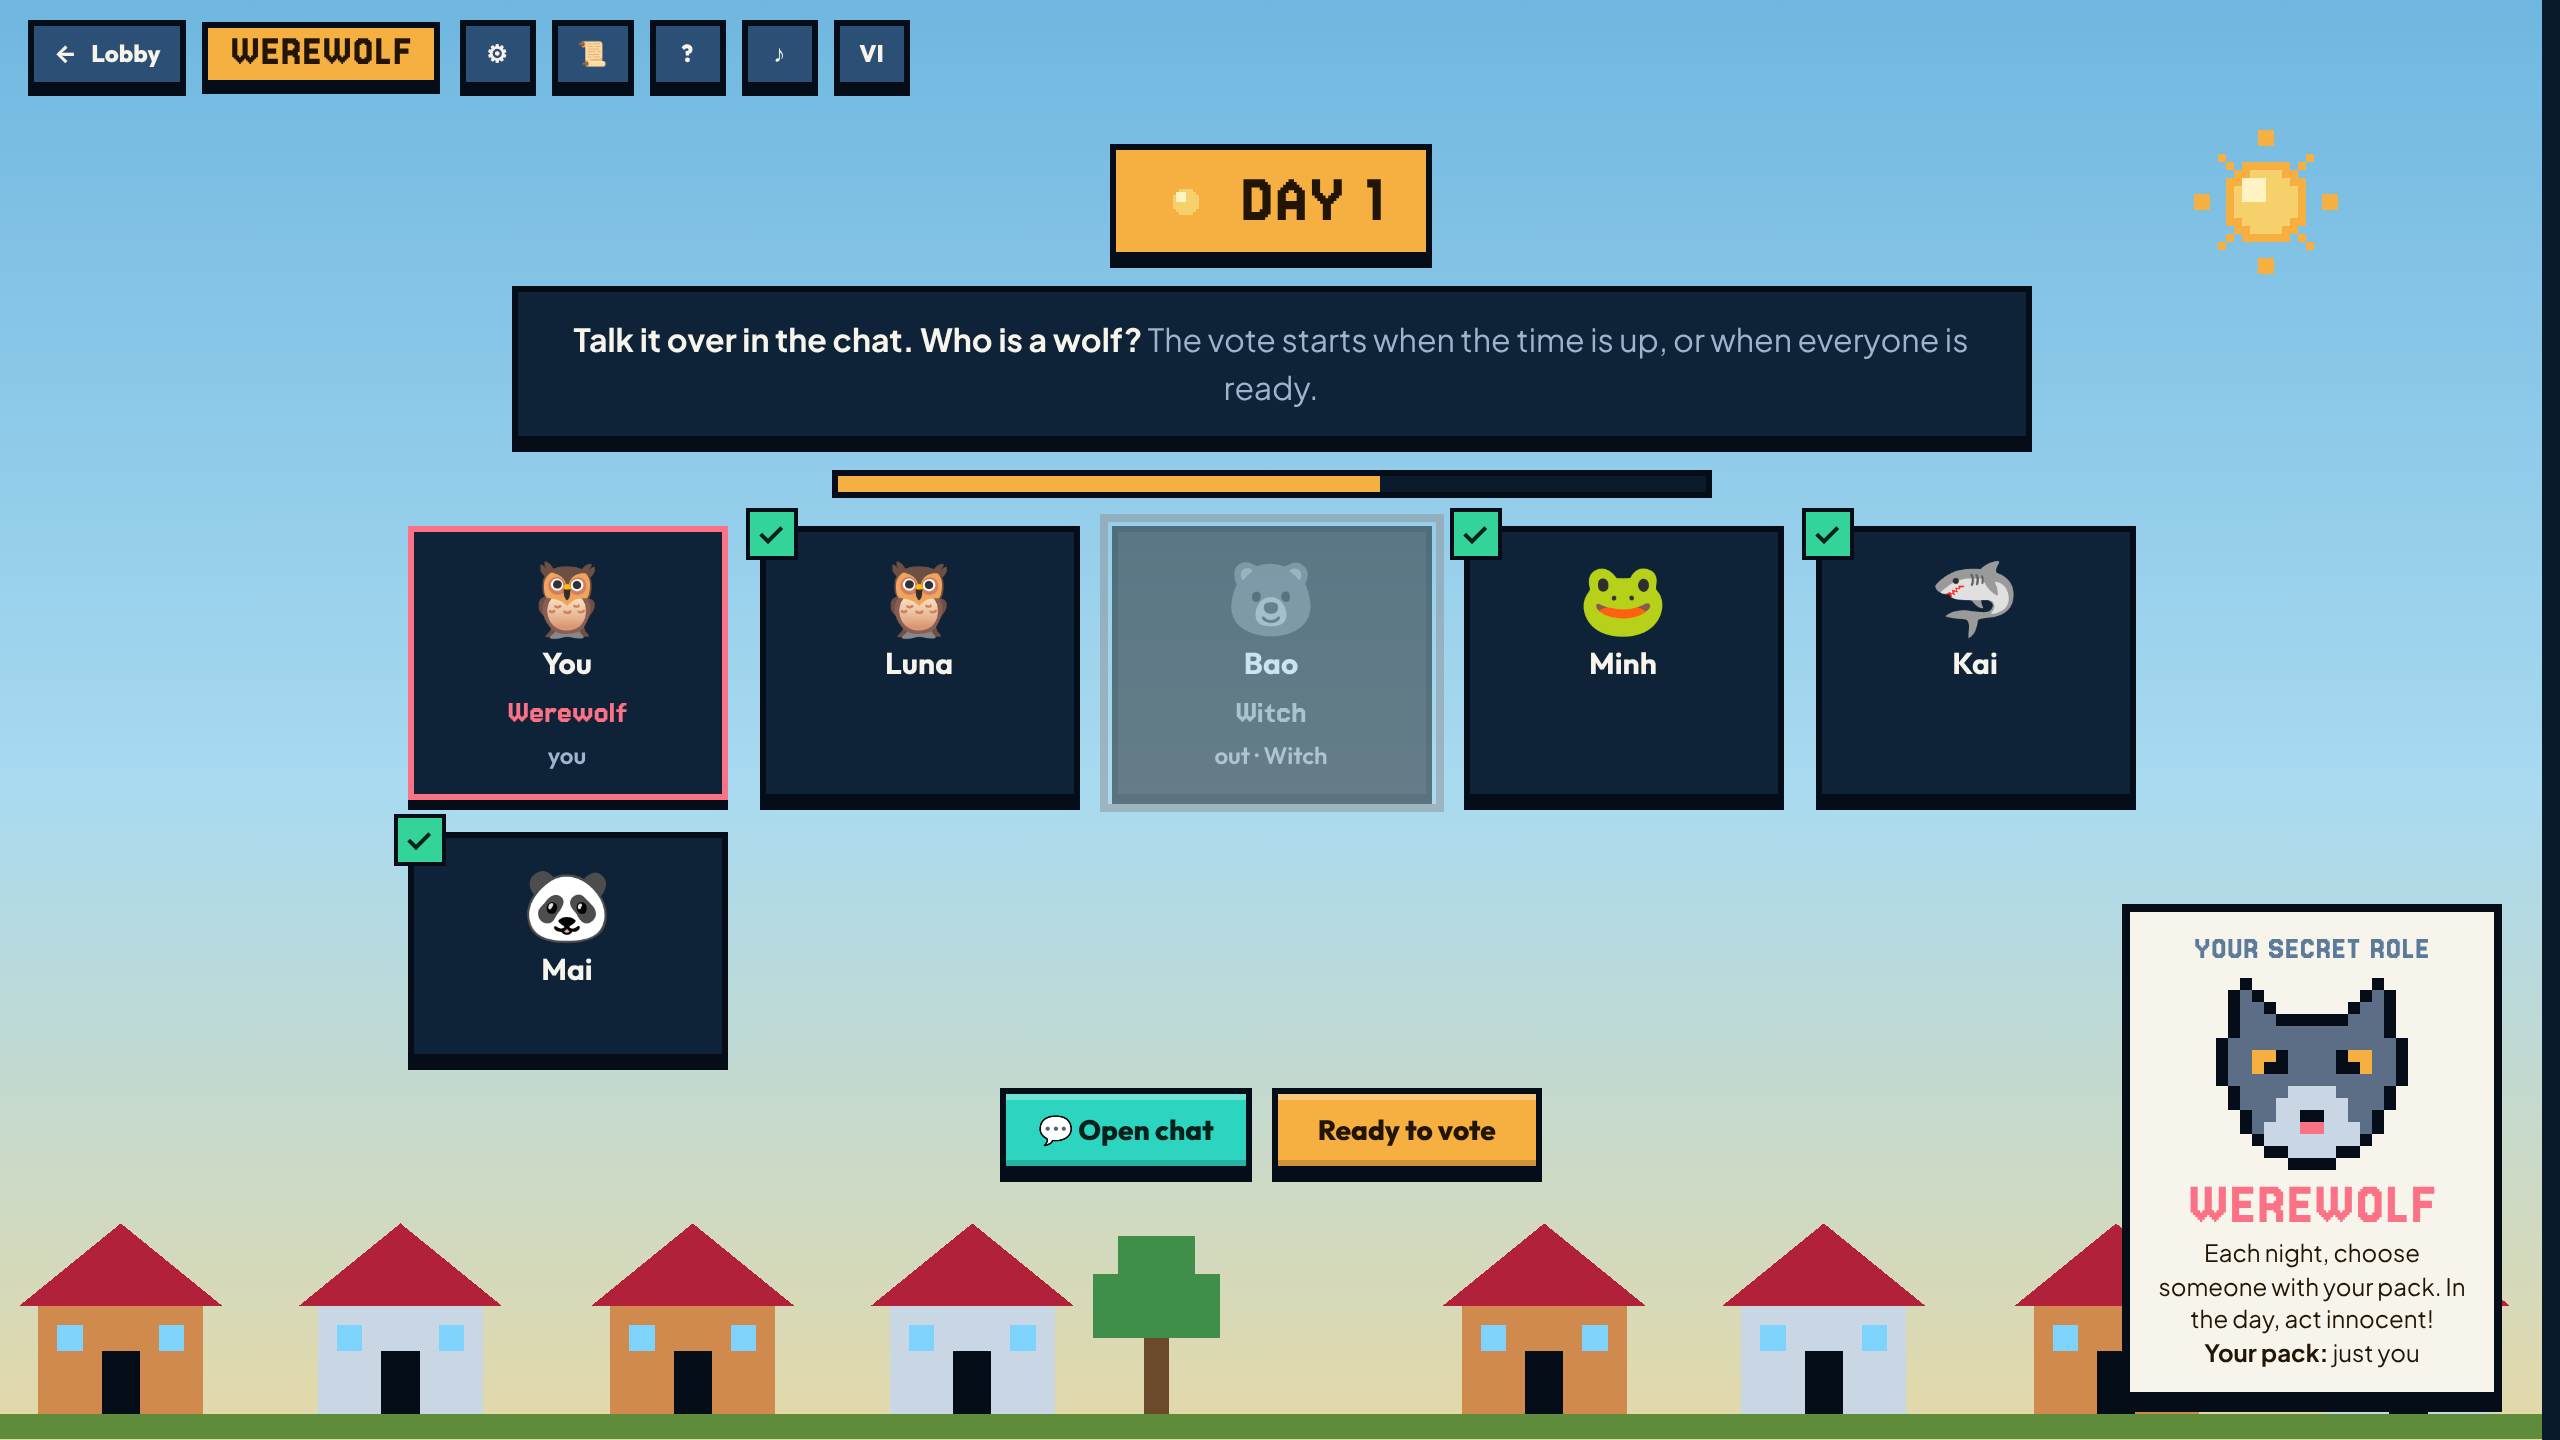 ← Lobby
WEREWOLF
?
♪
VI
DAY 1
Talk it over in the chat. Who is a wolf? The vote starts when the time is up, or when everyone is
ready.
You
Werewolf
you
Luna
Bao
Witch
out · Witch
Minh
Kai
Mai
Open chat
Ready to vote
YOUR SECRET ROLE
WEREWOLF
Each night, choose
someone with your pack. In
the day, act innocent!
Your pack: just you